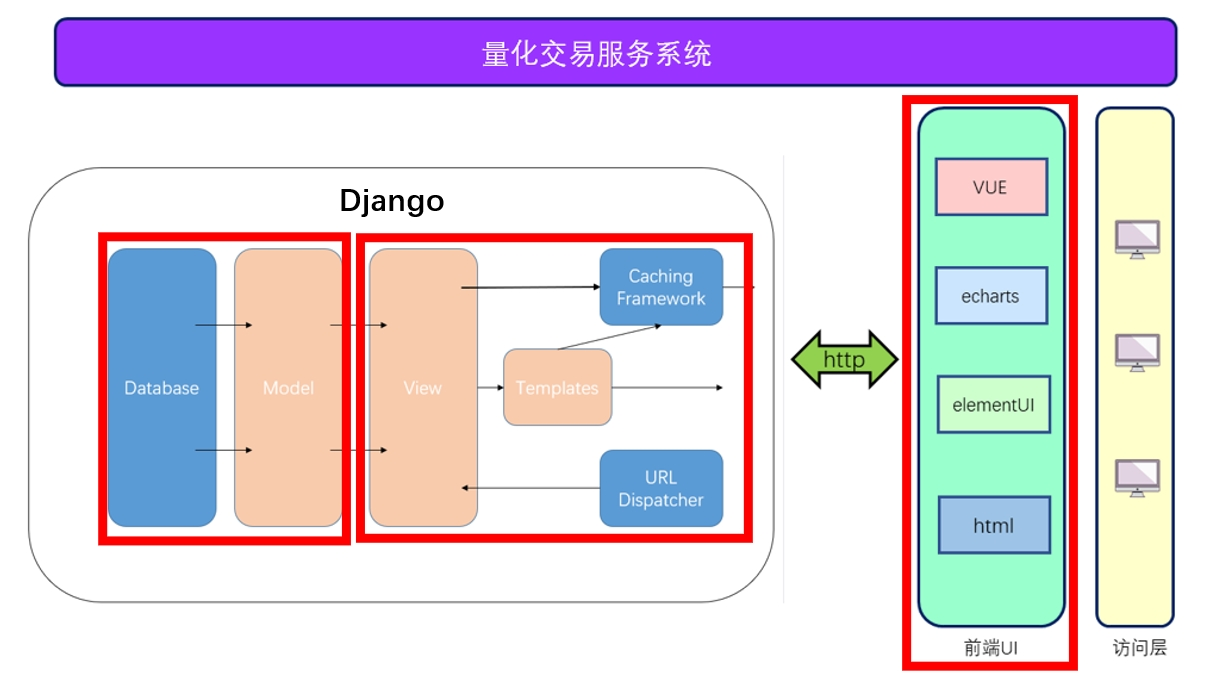 量化交易服务系统
Django
Database
Model
View
Caching
Framework
Templates
URL
Dispatcher
http
VUE
echarts
elementUI
html
前端UI
访问层